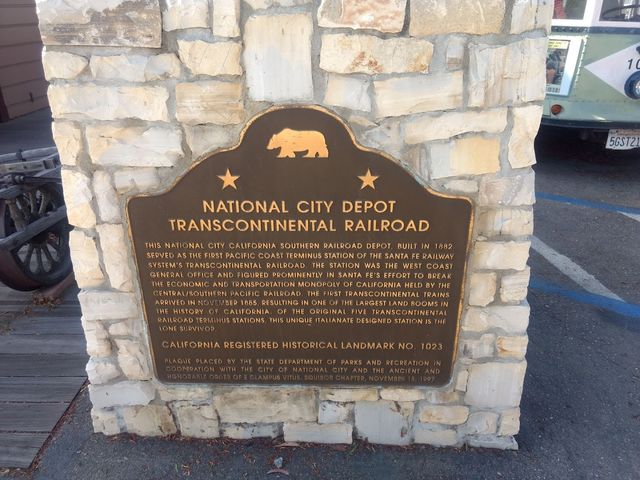 NATIONAL CITY DEPOT
TRANSCONTINENTAL RAILROAD
THIS NATIONAL CITY CALIFORNIA SOUTHERN RAILROAD DEPOT, BUILT IN 1882
SERVED AS THE FIRST PACIFIC COAST TERMINUS STATION OF THE SANTA FE RAILWAY
SYSTEM'S TRANSCONTINENTAL RAILROAD. THE STATION WAS THE WEST COAST
GENERAL OFFICE AND FIGURED PROMINENTLY IN SANTA FE'S EFFORT TO BREAK
THE ECONOMIC AND TRANSPORTATION MONOPOLY OF CALIFORNIA HELD BY THE
CENTRAL/SOUTHERN PACIFIC RAILROAD. THE FIRST TRANSCONTINENTAL TRAINS
ARRIVED IN NOVEMBER 1885, RESULTING IN ONE OF THE LARGEST LAND BOOMS IN
THE HISTORY OF CALIFORNIA. OF THE ORIGINAL FIVE TRANSCONTINENTAL
RAILROAD TERMINUS STATIONS, THIS UNIQUE ITALIANATE DESIGNED STATION IS THE
LONE SURVIVOR.
CALIFORNIA REGISTERED HISTORICAL LANDMARK NO. 1023
PLAQUE PLACED BY THE STATE DEPARTMENT OF PARKS AND RECREATION IN
COOPERATION WITH THE CITY OF NATIONAL CITY AND THE ANCIENT AND
HONORABLE ORDER OF E CLAMPUS VITUS, SQUIBOB CHAPTER, NOVEMBER 15, 1997